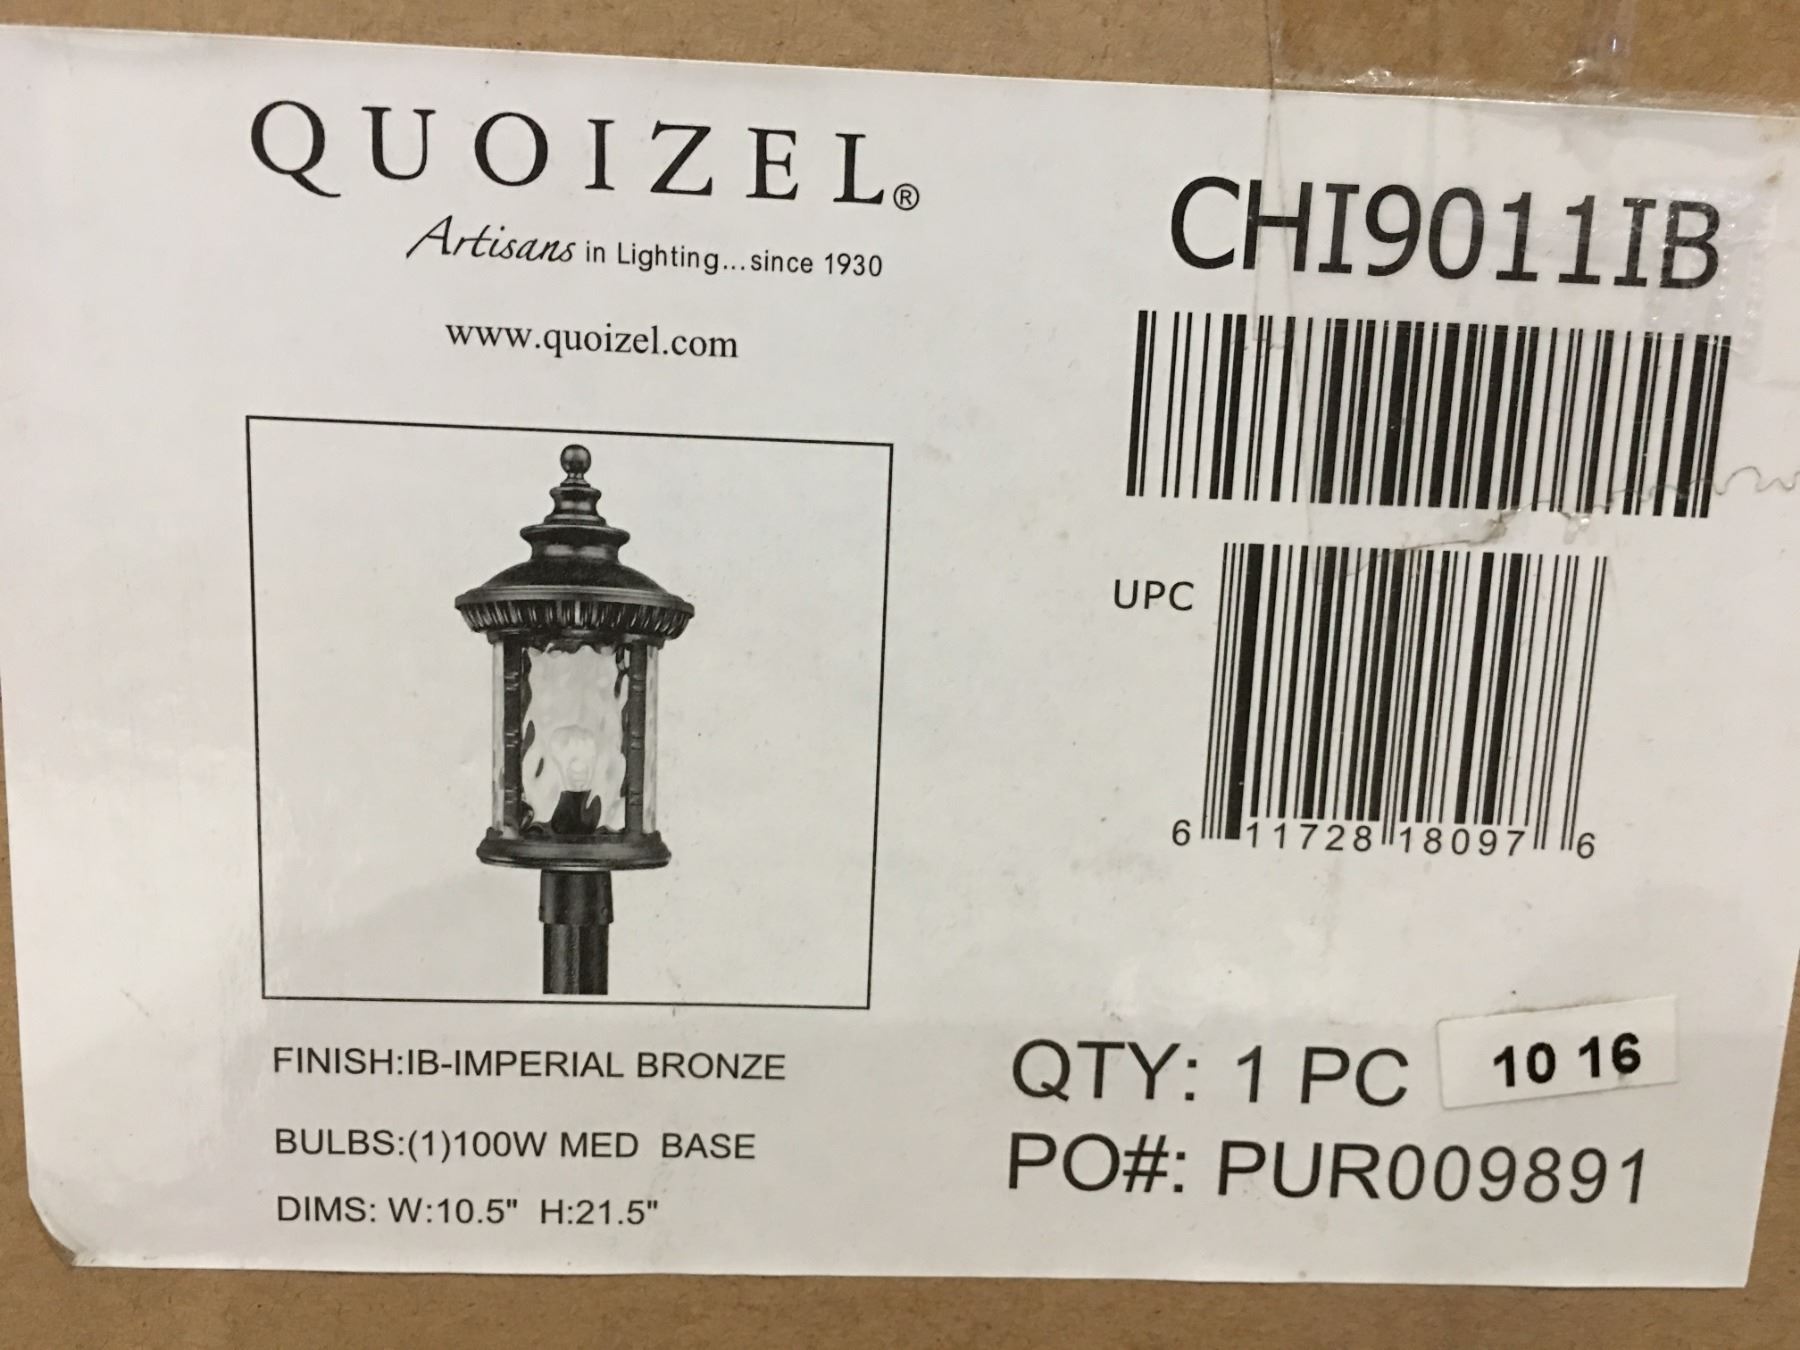 QUOIZEL®
Artisans in Lighting...since 1930
www.quoizel.com
CHI9011IB
UPC
6 11728 18097 6
FINISH:IB-IMPERIAL BRONZE
BULBS:(1)100W MED BASE
DIMS: W:10.5" H:21.5"
QTY: 1 PC 10 16
PO#: PUR009891